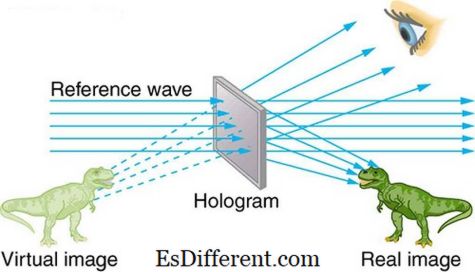 Reference wave
Hologram
Virtual image
EsDifferent.com
Real image